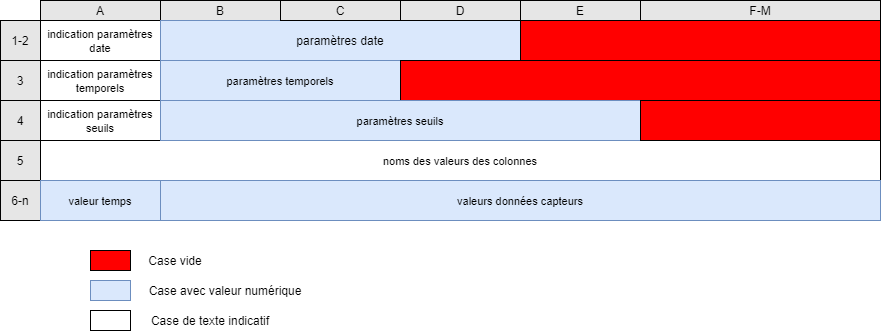 A B C D E F-M
1-2 indication paramètres
date paramètres date
3 indication paramètres
temporels paramètres temporels
4 indication paramètres
seuils paramètres seuils
5 noms des valeurs des colonnes
6-n valeur temps valeurs données capteurs
Case vide
Case avec valeur numérique
Case de texte indicatif